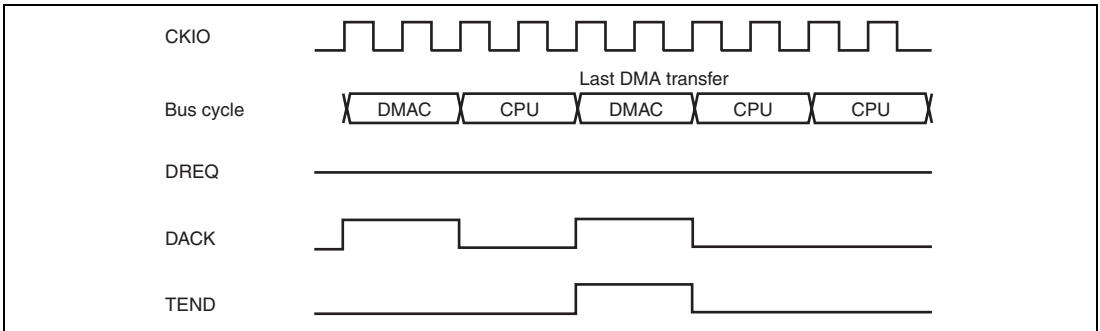 CKIO
Last DMA transfer
Bus cycle DMAC CPU DMAC CPU CPU
DREQ
DACK
TEND